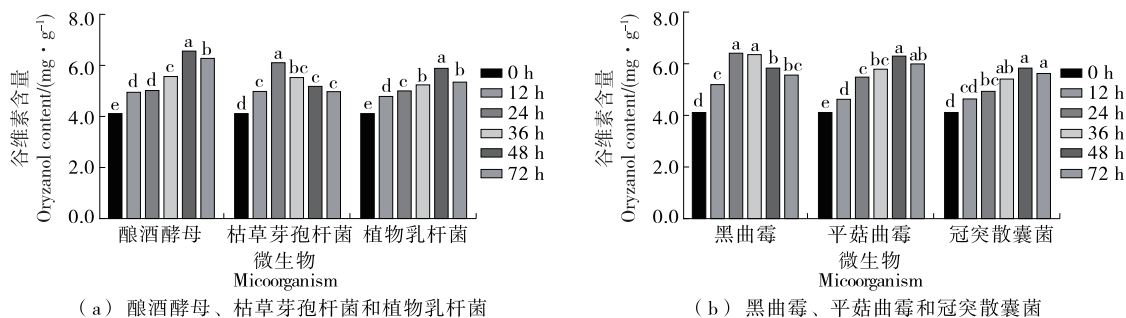 8.0
6.0
4.0
2.0
0.0
谷维素含量
Oryzanol content/(mg·g⁻¹)
e d d c a b
d c a bc c c
e d c b a b
0 h
12 h
24 h
36 h
48 h
72 h
酿酒酵母 枯草芽孢杆菌 植物乳杆菌
微生物
Micoorganism
(a) 酿酒酵母、枯草芽孢杆菌和植物乳杆菌
8.0
6.0
4.0
2.0
0.0
谷维素含量
Oryzanol content/(mg·g⁻¹)
d c a a b bc
e d c bc a ab
d cd bc ab a a
0 h
12 h
24 h
36 h
48 h
72 h
黑曲霉 平菇曲霉 冠突散囊菌
微生物
Micoorganism
(b) 黑曲霉、平菇曲霉和冠突散囊菌